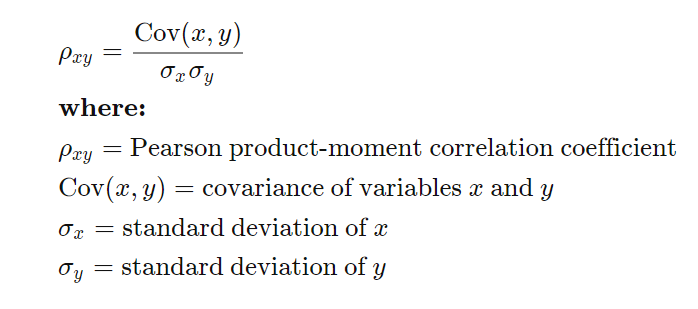 ρxy = Cov(x, y) / σxσy
where:
ρxy = Pearson product-moment correlation coefficient
Cov(x, y) = covariance of variables x and y
σx = standard deviation of x
σy = standard deviation of y